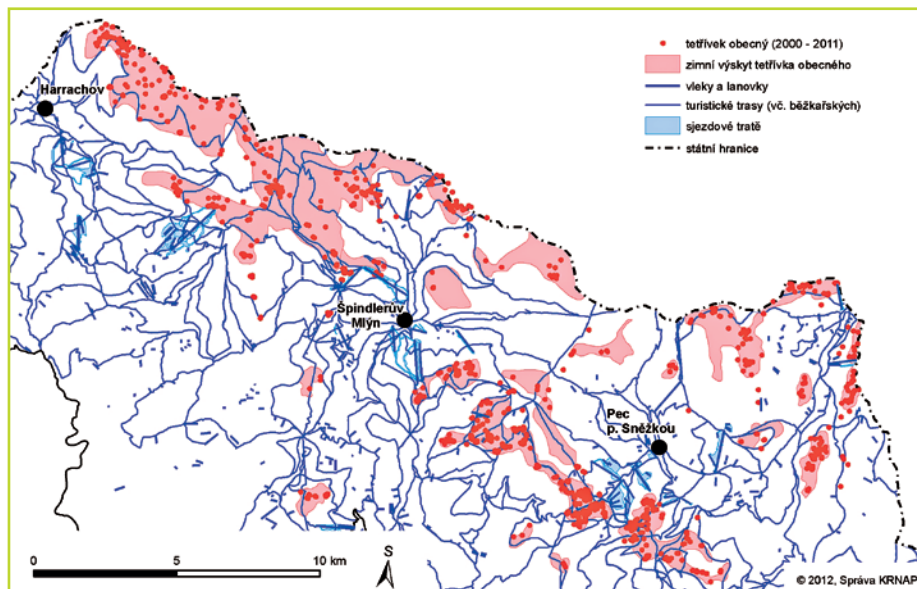 tetřívek obecný (2000 - 2011)
zimní výskyt tetřívka obecného
vleky a lanovky
turistické trasy (vč. běžkařských)
sjezdové tratě
státní hranice
Harrachov
Špindlerův
Mlýn
Pec
p. Sněžkou
0 5 10 km
S
© 2012, Správa KRNAP